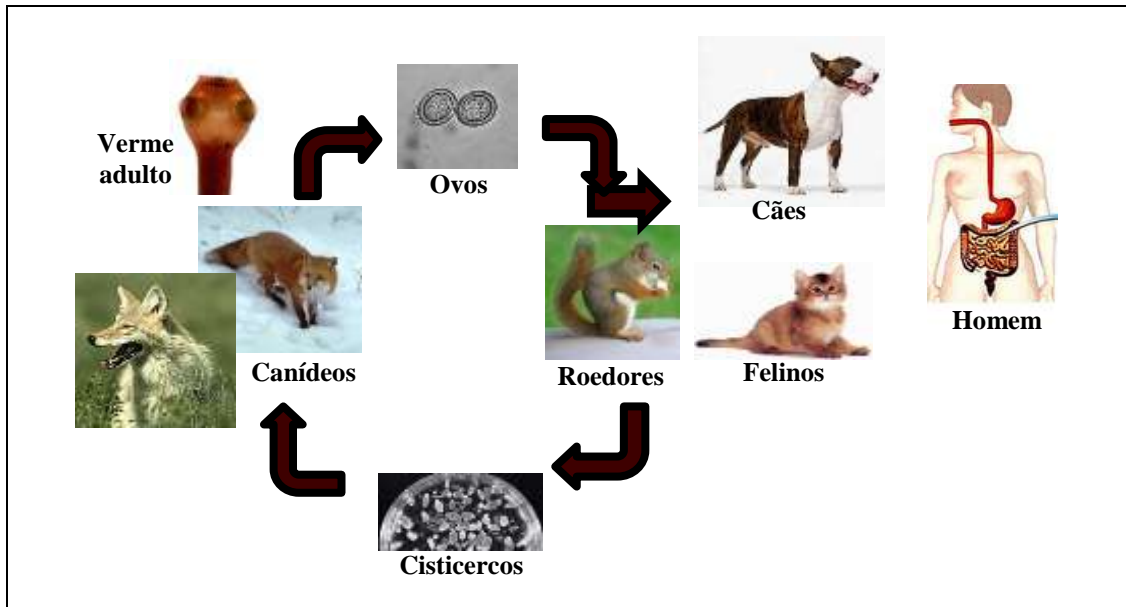 Verme
adulto
Ovos
Cães
Canídeos
Roedores
Felinos
Homem
Cisticercos